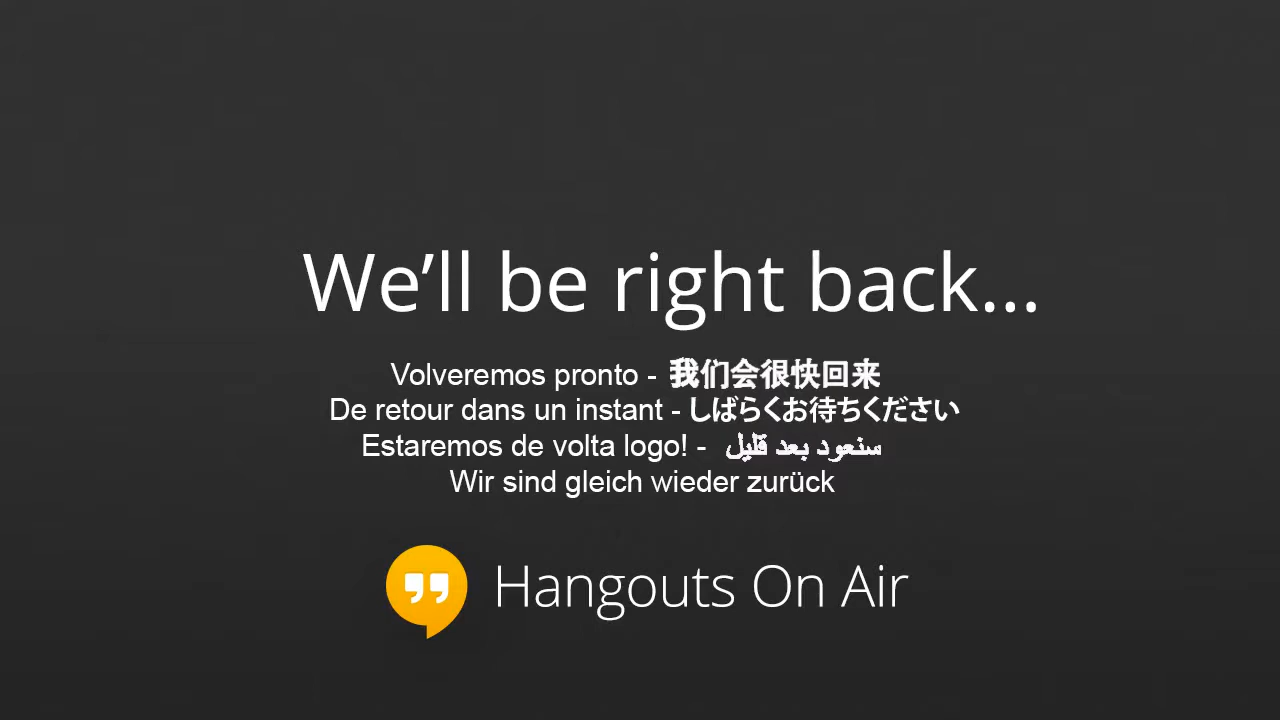 We’ll be right back...
Volveremos pronto - 我们会很快回来
De retour dans un instant - しばらくお待ちください
Estaremos de volta logo! - سنعود بعد قليل
Wir sind gleich wieder zurück
Hangouts On Air